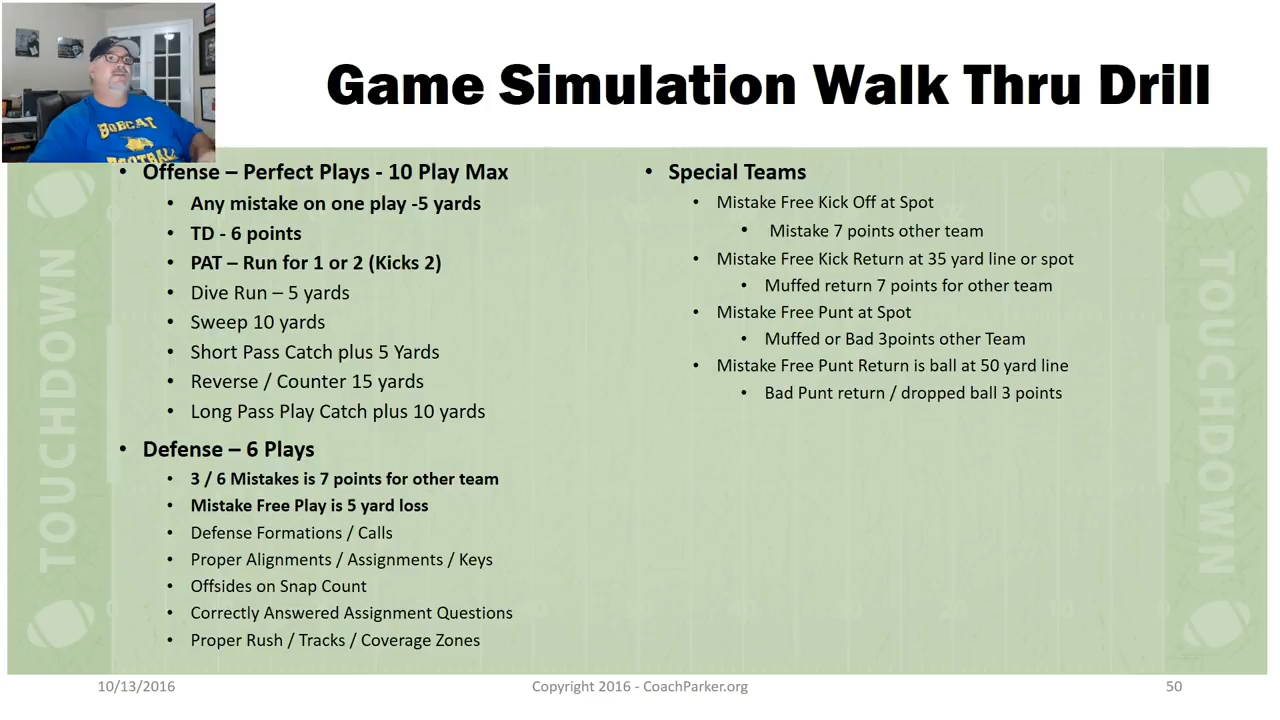 BOBCAT
FOOTBALL
Game Simulation Walk Thru Drill
• Offense – Perfect Plays - 10 Play Max
• Any mistake on one play -5 yards
• TD - 6 points
• PAT – Run for 1 or 2 (Kicks 2)
• Dive Run – 5 yards
• Sweep 10 yards
• Short Pass Catch plus 5 Yards
• Reverse / Counter 15 yards
• Long Pass Play Catch plus 10 yards
• Defense – 6 Plays
• 3 / 6 Mistakes is 7 points for other team
• Mistake Free Play is 5 yard loss
• Defense Formations / Calls
• Proper Alignments / Assignments / Keys
• Offsides on Snap Count
• Correctly Answered Assignment Questions
• Proper Rush / Tracks / Coverage Zones
• Special Teams
• Mistake Free Kick Off at Spot
• Mistake 7 points other team
• Mistake Free Kick Return at 35 yard line or spot
• Muffed return 7 points for other team
• Mistake Free Punt at Spot
• Muffed or Bad 3points other Team
• Mistake Free Punt Return is ball at 50 yard line
• Bad Punt return / dropped ball 3 points
TOUCHDOWN
TOUCHDOWN
10/13/2016
Copyright 2016 - CoachParker.org
50